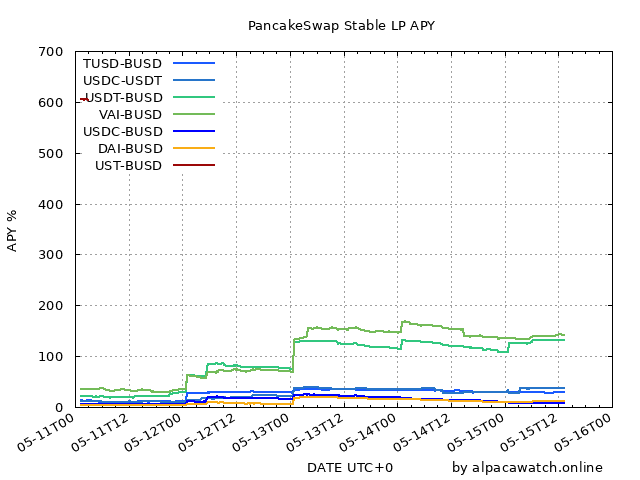 PancakeSwap Stable LP APY
700
600
500
400
300
200
100
0
APY %
TUSD-BUSD
USDC-USDT
USDT-BUSD
VAI-BUSD
USDC-BUSD
DAI-BUSD
UST-BUSD
05-11T00
05-11T12
05-12T00
05-12T12
05-13T00
05-13T12
05-14T00
05-14T12
05-15T00
05-15T12
05-16T00
DATE UTC+0
by alpacawatch.online